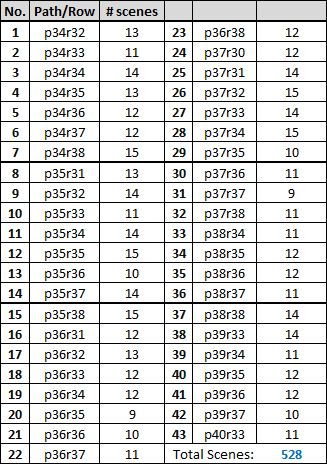 No. Path/Row # scenes
1 p34r32 13 23 p36r38 12
2 p34r33 11 24 p37r30 12
3 p34r34 14 25 p37r31 14
4 p34r35 13 26 p37r32 15
5 p34r36 12 27 p37r33 14
6 p34r37 12 28 p37r34 15
7 p34r38 15 29 p37r35 10
8 p35r31 13 30 p37r36 11
9 p35r32 14 31 p37r37 9
10 p35r33 11 32 p37r38 11
11 p35r34 14 33 p38r34 11
12 p35r35 15 34 p38r35 12
13 p35r36 10 35 p38r36 12
14 p35r37 14 36 p38r37 11
15 p35r38 15 37 p38r38 14
16 p36r31 12 38 p39r33 14
17 p36r32 13 39 p39r34 11
18 p36r33 12 40 p39r35 12
19 p36r34 12 41 p39r36 12
20 p36r35 9 42 p39r37 10
21 p36r36 10 43 p40r33 11
22 p36r37 11 Total Scenes: 528